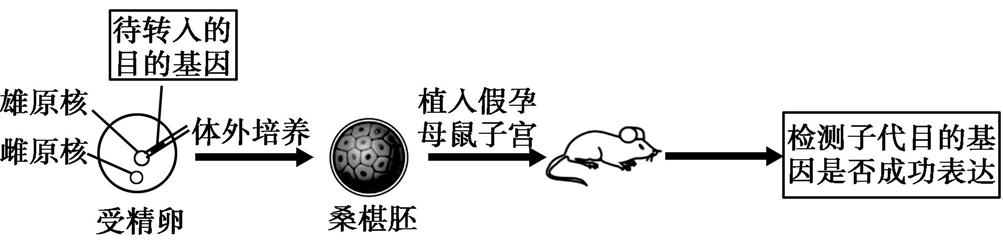 待转入的
目的基因
雄原核
雌原核
受精卵
体外培养
桑椹胚
植入假孕
母鼠子宫
检测子代目的基
因是否成功表达